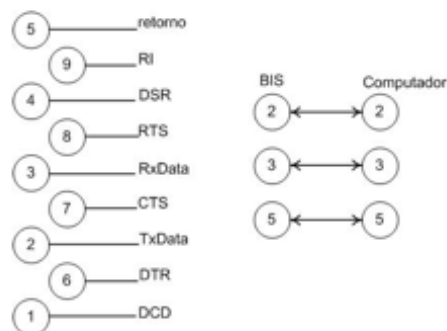 5 retorno
9 RI
4 DSR
8 RTS
3 RxData
7 CTS
2 TxData
6 DTR
1 DCD
BIS Computador
2 2
3 3
5 5